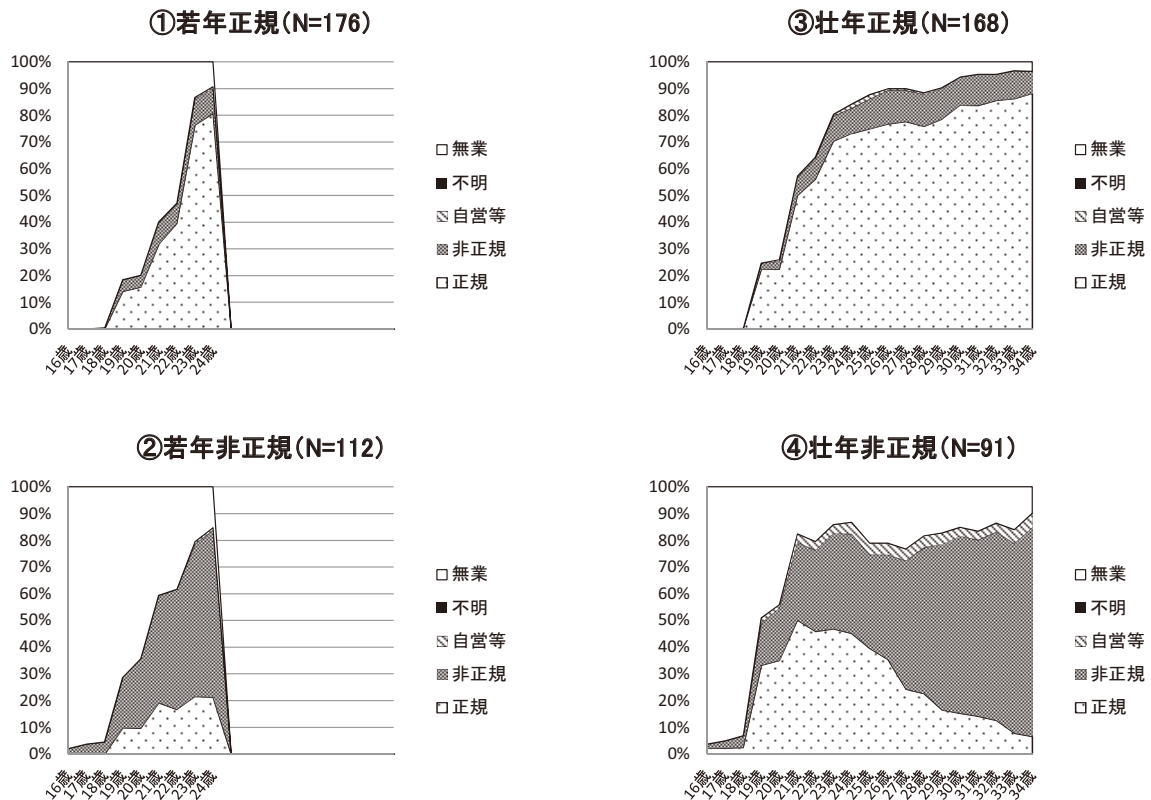 ①若年正規(N=176)
100%
90%
80%
70%
60%
50%
40%
30%
20%
10%
0%
16歳
17歳
18歳
19歳
20歳
21歳
22歳
23歳
24歳
無業
不明
自営等
非正規
正規
③壮年正規(N=168)
100%
90%
80%
70%
60%
50%
40%
30%
20%
10%
0%
16歳
17歳
18歳
19歳
20歳
21歳
22歳
23歳
24歳
25歳
26歳
27歳
28歳
29歳
30歳
31歳
32歳
33歳
34歳
無業
不明
自営等
非正規
正規
②若年非正規(N=112)
100%
90%
80%
70%
60%
50%
40%
30%
20%
10%
0%
16歳
17歳
18歳
19歳
20歳
21歳
22歳
23歳
24歳
無業
不明
自営等
非正規
正規
④壮年非正規(N=91)
100%
90%
80%
70%
60%
50%
40%
30%
20%
10%
0%
16歳
17歳
18歳
19歳
20歳
21歳
22歳
23歳
24歳
25歳
26歳
27歳
28歳
29歳
30歳
31歳
32歳
33歳
34歳
無業
不明
自営等
非正規
正規